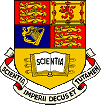 SCIENTIA
SCIENTIA
IMPERII DECUS ET
TUTAMEN